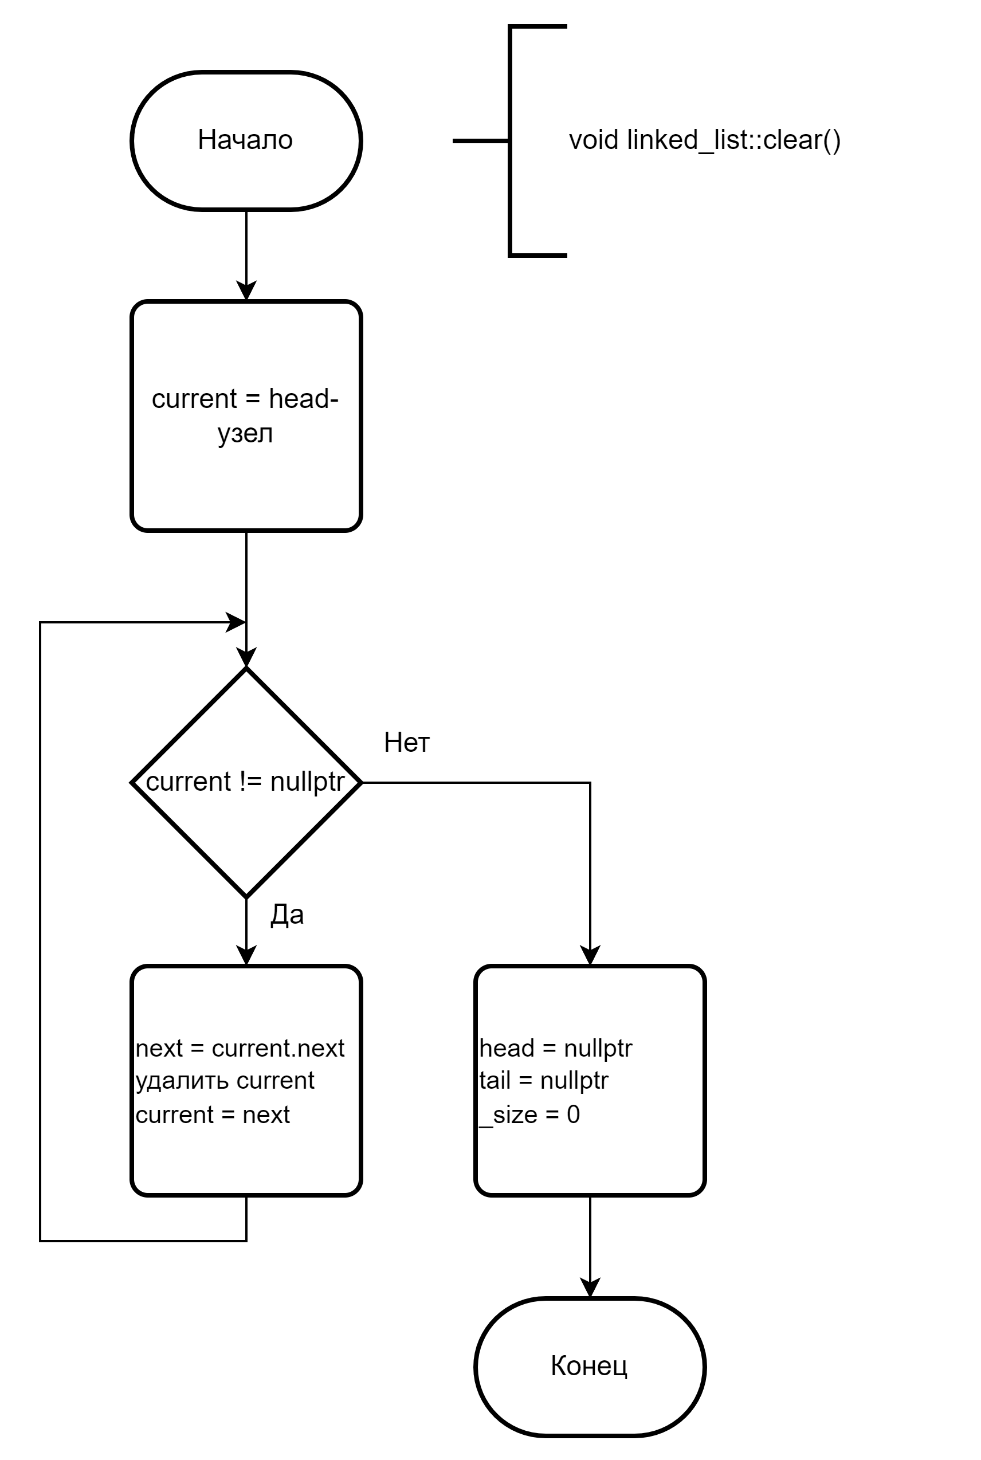 Начало
void linked_list::clear()
current = head-
узел
current != nullptr
Нет
Да
next = current.next
удалить current
current = next
head = nullptr
tail = nullptr
_size = 0
Конец